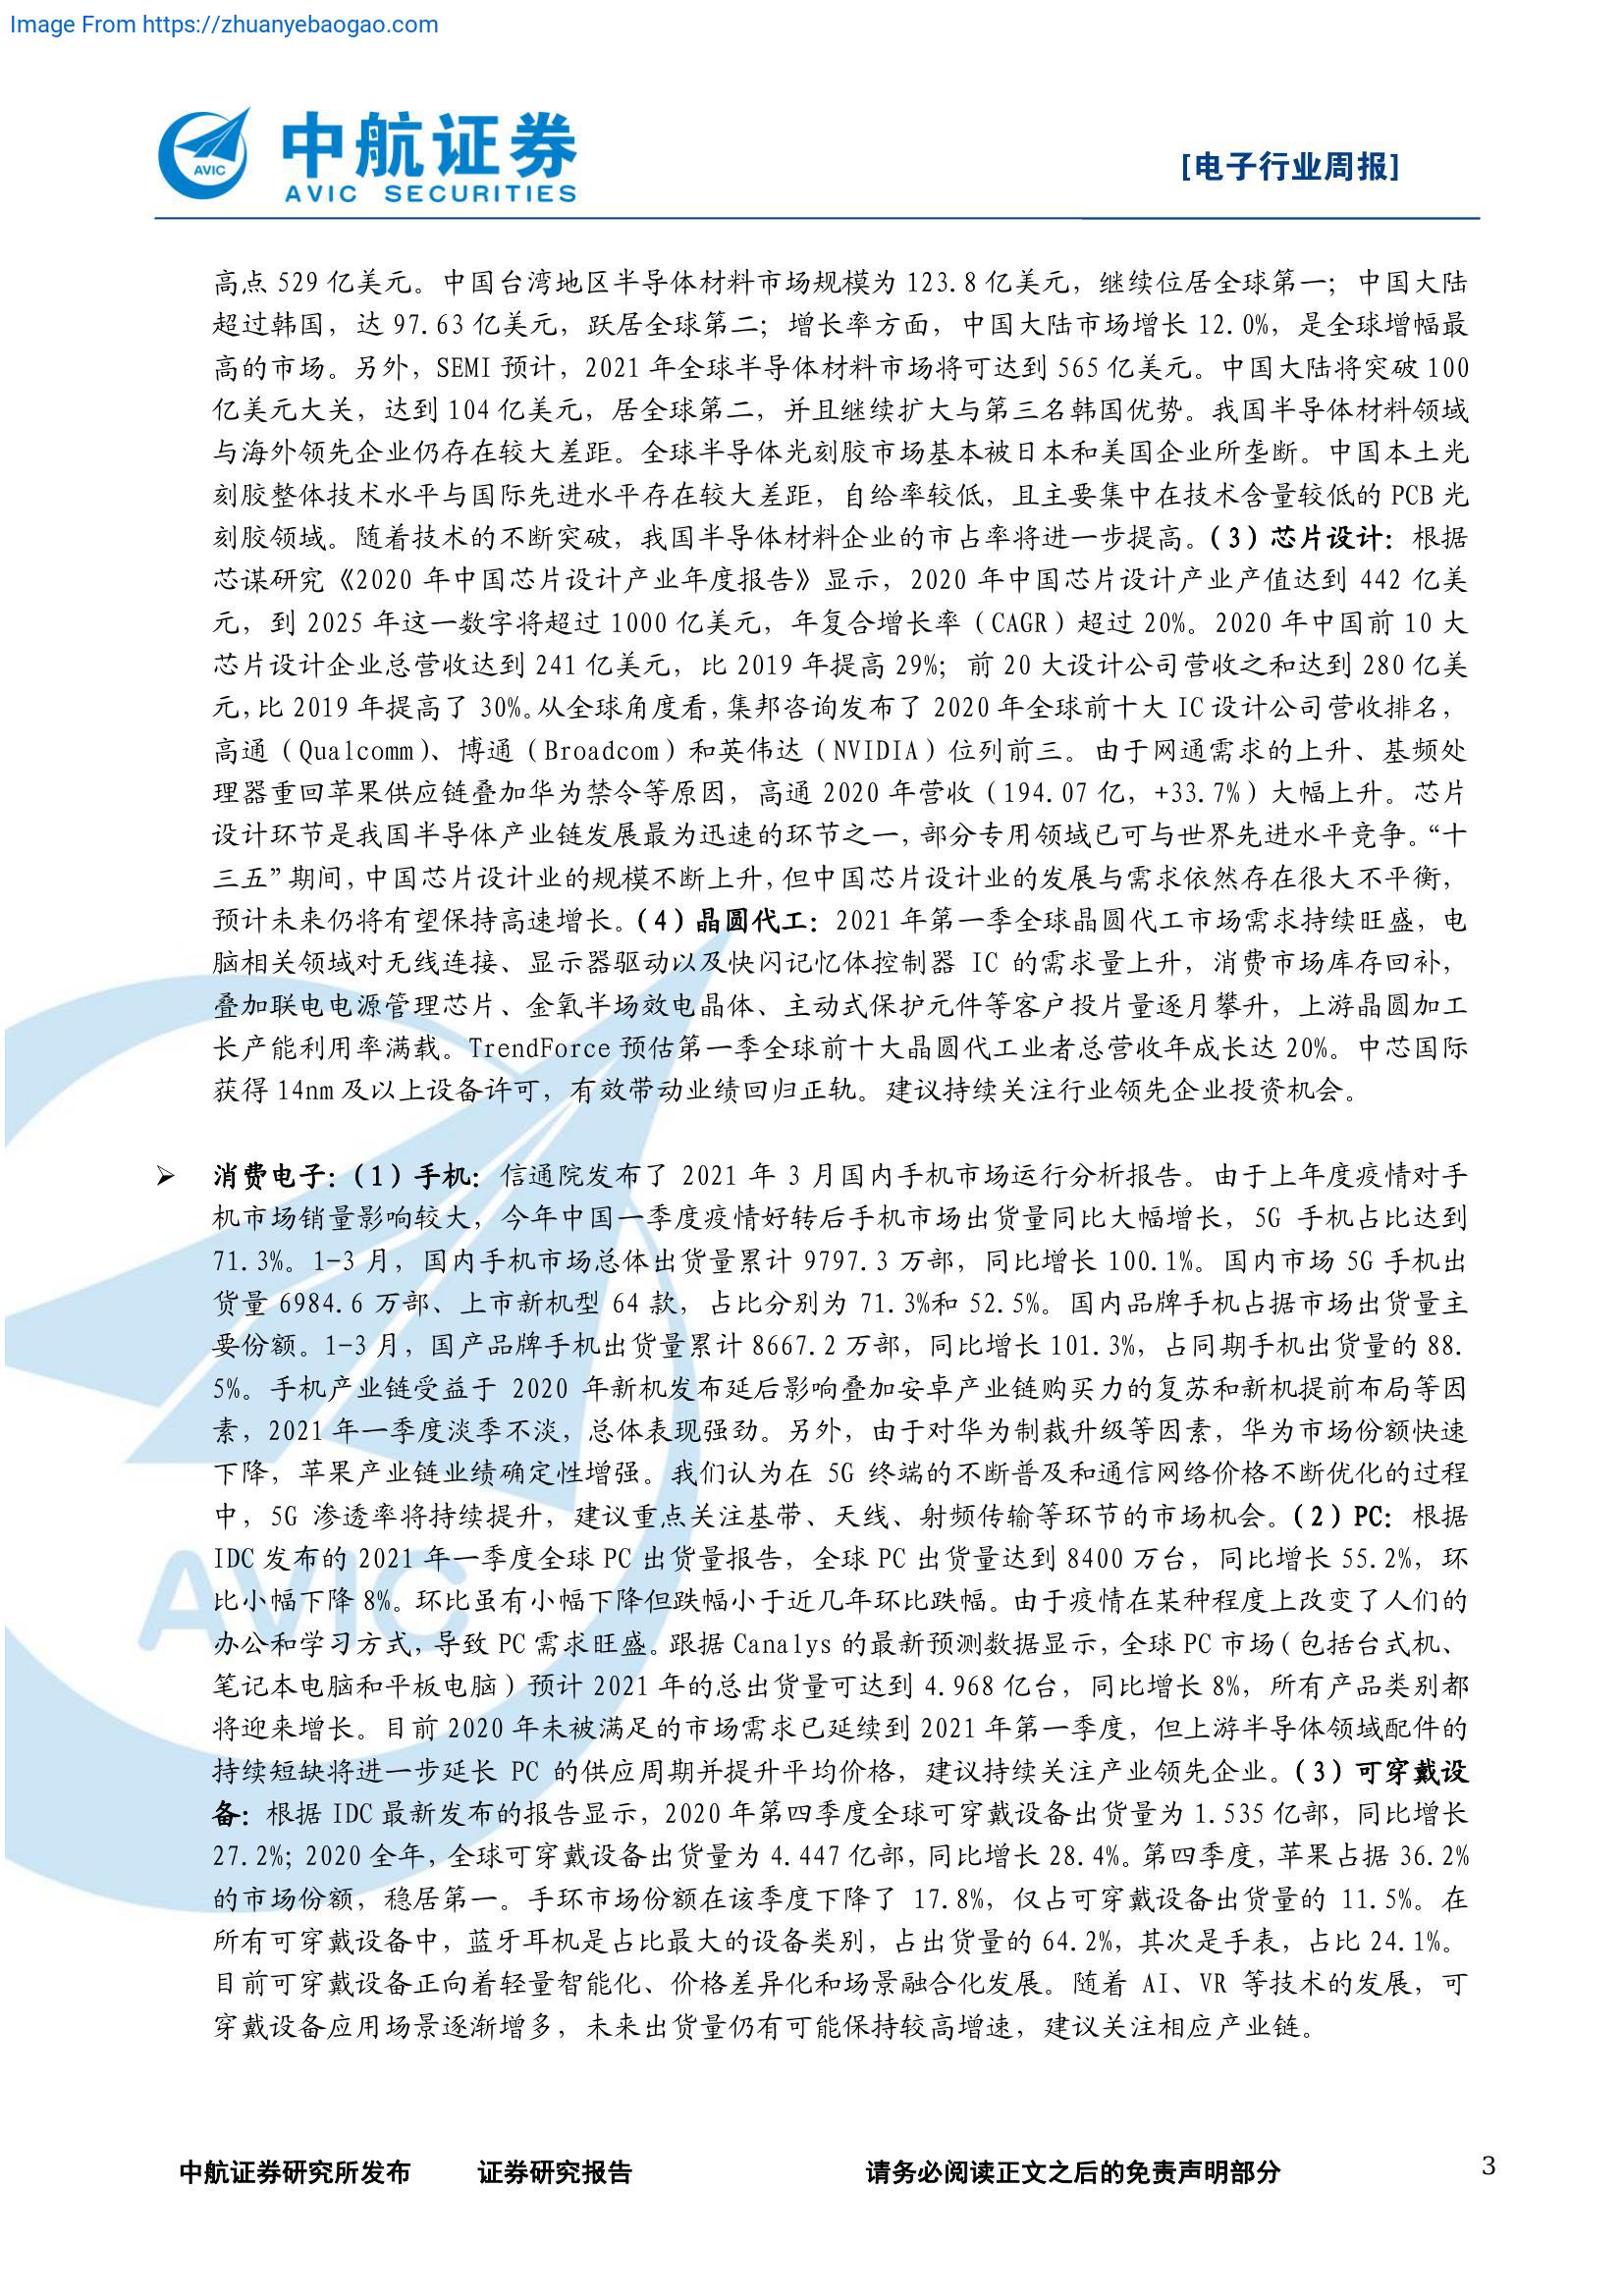 Image From https://zhuanyebaogao.com
中航证券
AVIC
AVIC SECURITIES
[电子行业周报]
高点 529 亿美元。中国台湾地区半导体材料市场规模为 123.8 亿美元，继续位居全球第一；中国大陆
超过韩国，达 97.63 亿美元，跃居全球第二；增长率方面，中国大陆市场增长 12.0%，是全球增幅最
高的市场。另外，SEMI 预计，2021 年全球半导体材料市场将可达到 565 亿美元。中国大陆将突破 100
亿美元大关，达到 104 亿美元，居全球第二，并且继续扩大与第三名韩国优势。我国半导体材料领域
与海外领先企业仍存在较大差距。全球半导体光刻胶市场基本被日本和美国企业所垄断。中国本土光
刻胶整体技术水平与国际先进水平存在较大差距，自给率较低，且主要集中在技术含量较低的 PCB 光
刻胶领域。随着技术的不断突破，我国半导体材料企业的市占率将进一步提高。（3）芯片设计：根据
芯谋研究《2020 年中国芯片设计产业年度报告》显示，2020 年中国芯片设计产业产值达到 442 亿美
元，到 2025 年这一数字将超过 1000 亿美元，年复合增长率（CAGR）超过 20%。2020 年中国前 10 大
芯片设计企业总营收达到 241 亿美元，比 2019 年提高 29%；前 20 大设计公司营收之和达到 280 亿美
元，比 2019 年提高了 30%。从全球角度看，集邦咨询发布了 2020 年全球前十大 IC 设计公司营收排名，
高通（Qualcomm）、博通（Broadcom）和英伟达（NVIDIA）位列前三。由于网通需求的上升、基频处
理器重回苹果供应链叠加华为禁令等原因，高通 2020 年营收（194.07 亿，+33.7%）大幅上升。芯片
设计环节是我国半导体产业链发展最为迅速的环节之一，部分专用领域已可与世界先进水平竞争。“十
三五”期间，中国芯片设计业的规模不断上升，但中国芯片设计业的发展与需求依然存在很大不平衡，
预计未来仍将有望保持高速增长。（4）晶圆代工：2021 年第一季全球晶圆代工市场需求持续旺盛，电
脑相关领域对无线连接、显示器驱动以及快闪记忆体控制器 IC 的需求量上升，消费市场库存回补，
叠加联电电源管理芯片、金氧半场效电晶体、主动式保护元件等客户投片量逐月攀升，上游晶圆加工
长产能利用率满载。TrendForce 预估第一季全球前十大晶圆代工业者总营收年成长达 20%。中芯国际
获得 14nm 及以上设备许可，有效带动业绩回归正轨。建议持续关注行业领先企业投资机会。
➢ 消费电子：（1）手机：信通院发布了 2021 年 3 月国内手机市场运行分析报告。由于上年度疫情对手
机市场销量影响较大，今年中国一季度疫情好转后手机市场出货量同比大幅增长，5G 手机占比达到
71.3%。1-3 月，国内手机市场总体出货量累计 9797.3 万部，同比增长 100.1%。国内市场 5G 手机出
货量 6984.6 万部、上市新机型 64 款，占比分别为 71.3%和 52.5%。国内品牌手机占据市场出货量主
要份额。1-3 月，国产品牌手机出货量累计 8667.2 万部，同比增长 101.3%，占同期手机出货量的 88.
5%。手机产业链受益于 2020 年新机发布延后影响叠加安卓产业链购买力的复苏和新机提前布局等因
素，2021 年一季度淡季不淡，总体表现强劲。另外，由于对华为制裁升级等因素，华为市场份额快速
下降，苹果产业链业绩确定性增强。我们认为在 5G 终端的不断普及和通信网络价格不断优化的过程
中，5G 渗透率将持续提升，建议重点关注基带、天线、射频传输等环节的市场机会。（2）PC：根据
IDC 发布的 2021 年一季度全球 PC 出货量报告，全球 PC 出货量达到 8400 万台，同比增长 55.2%，环
比小幅下降 8%。环比虽有小幅下降但跌幅小于近几年环比跌幅。由于疫情在某种程度上改变了人们的
办公和学习方式，导致 PC 需求旺盛。跟据 Canalys 的最新预测数据显示，全球 PC 市场（包括台式机、
笔记本电脑和平板电脑）预计 2021 年的总出货量可达到 4.968 亿台，同比增长 8%，所有产品类别都
将迎来增长。目前 2020 年未被满足的市场需求已延续到 2021 年第一季度，但上游半导体领域配件的
持续短缺将进一步延长 PC 的供应周期并提升平均价格，建议持续关注产业领先企业。（3）可穿戴设
备：根据 IDC 最新发布的报告显示，2020 年第四季度全球可穿戴设备出货量为 1.535 亿部，同比增长
27.2%；2020 全年，全球可穿戴设备出货量为 4.447 亿部，同比增长 28.4%。第四季度，苹果占据 36.2%
的市场份额，稳居第一。手环市场份额在该季度下降了 17.8%，仅占可穿戴设备出货量的 11.5%。在
所有可穿戴设备中，蓝牙耳机是占比最大的设备类别，占出货量的 64.2%，其次是手表，占比 24.1%。
目前可穿戴设备正向着轻量智能化、价格差异化和场景融合化发展。随着 AI、VR 等技术的发展，可
穿戴设备应用场景逐渐增多，未来出货量仍有可能保持较高增速，建议关注相应产业链。
AVIC
中航证券研究所发布 证券研究报告 请务必阅读正文之后的免责声明部分 3